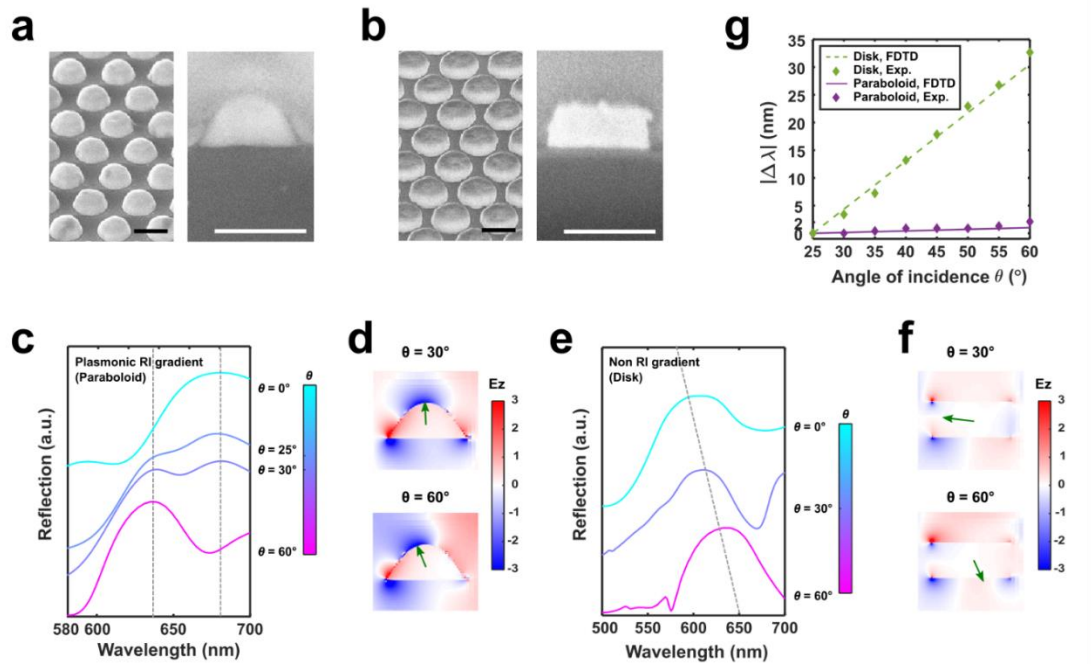 a
b
g
35
30
25
20
15
10
5
2
0
|Δλ| (nm)
Disk, FDTD
Disk, Exp.
Paraboloid, FDTD
Paraboloid, Exp.
25 30 35 40 45 50 55 60
Angle of incidence θ (°)
c
Plasmonic RI gradient
(Paraboloid)
Reflection (a.u.)
θ
θ = 0°
θ = 25°
θ = 30°
θ = 60°
580 600 650 700
Wavelength (nm)
d
θ = 30°
θ = 60°
Ez
3
2
1
0
-1
-2
-3
e
Non RI gradient
(Disk)
Reflection (a.u.)
θ
θ = 0°
θ = 30°
θ = 60°
500 550 600 650 700
Wavelength (nm)
f
θ = 30°
θ = 60°
Ez
3
2
1
0
-1
-2
-3